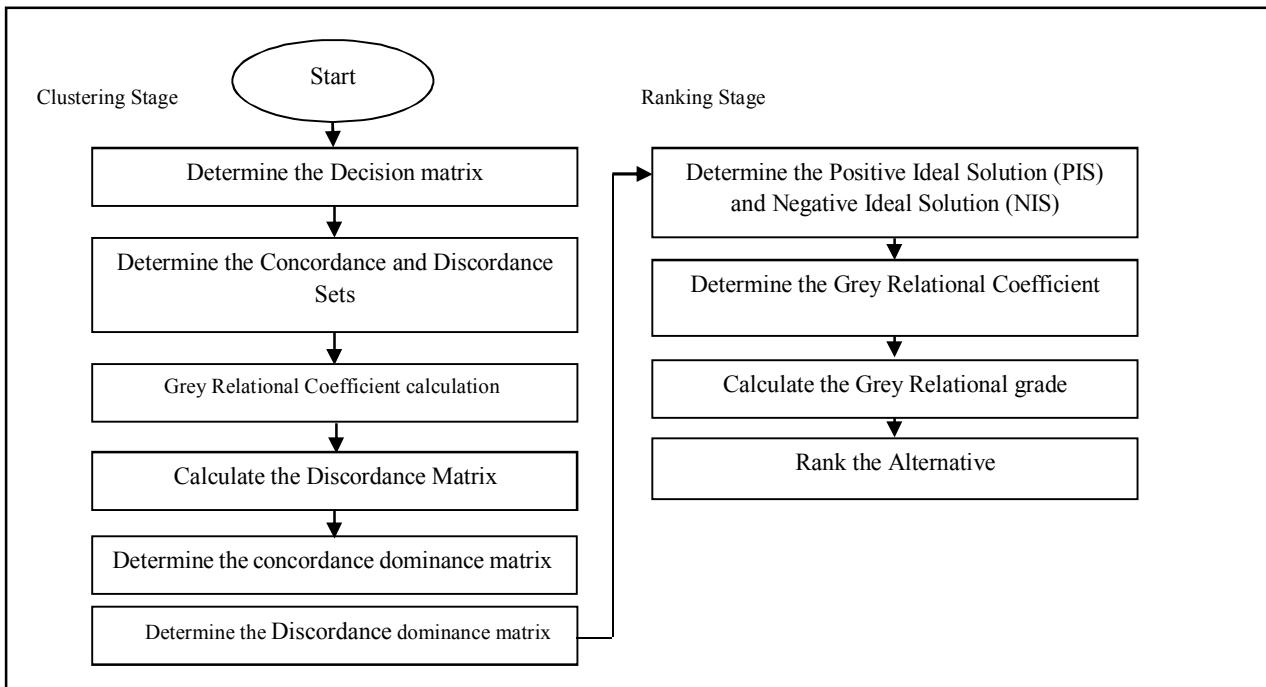 Start
Clustering Stage
Determine the Decision matrix
Determine the Concordance and Discordance
Sets
Grey Relational Coefficient calculation
Calculate the Discordance Matrix
Determine the concordance dominance matrix
Determine the Discordance dominance matrix
Ranking Stage
Determine the Positive Ideal Solution (PIS)
and Negative Ideal Solution (NIS)
Determine the Grey Relational Coefficient
Calculate the Grey Relational grade
Rank the Alternative